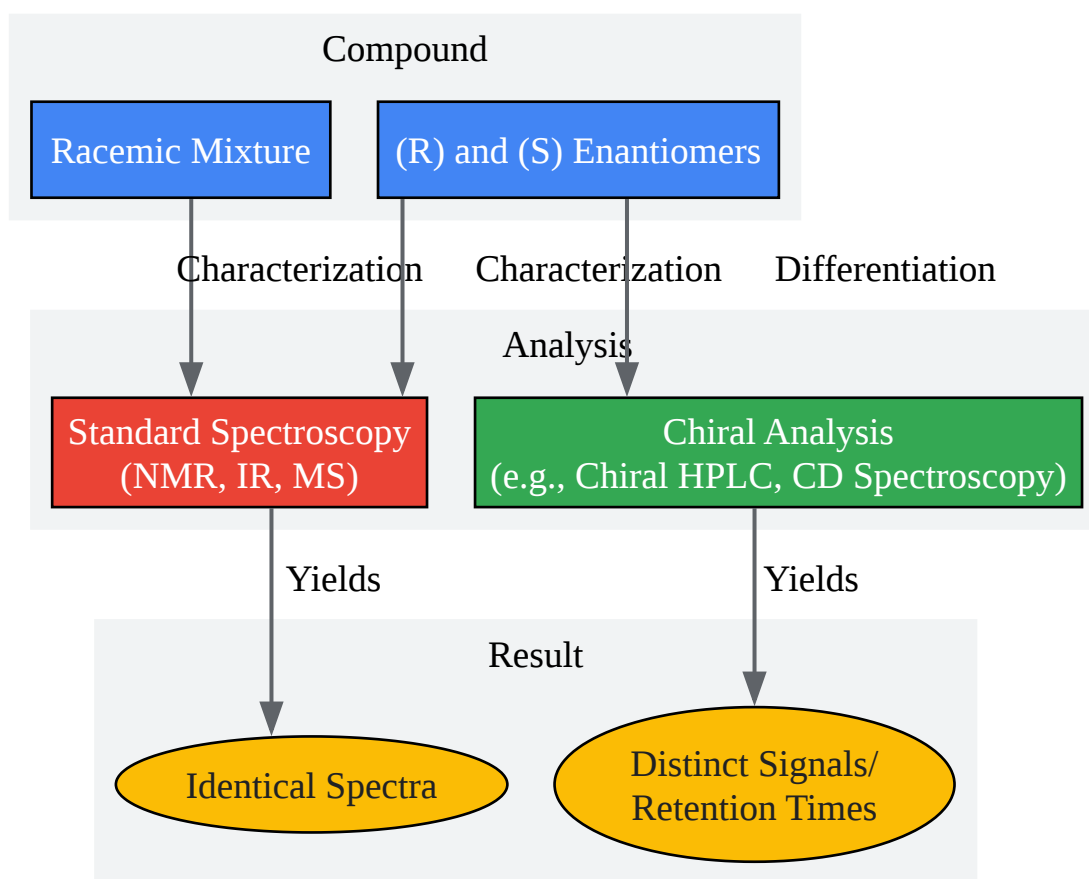 Compound
Racemic Mixture
(R) and (S) Enantiomers
Characterization
Characterization
Differentiation
Analysis
Standard Spectroscopy
(NMR, IR, MS)
Chiral Analysis
(e.g., Chiral HPLC, CD Spectroscopy)
Yields
Yields
Result
Identical Spectra
Distinct Signals/
Retention Times